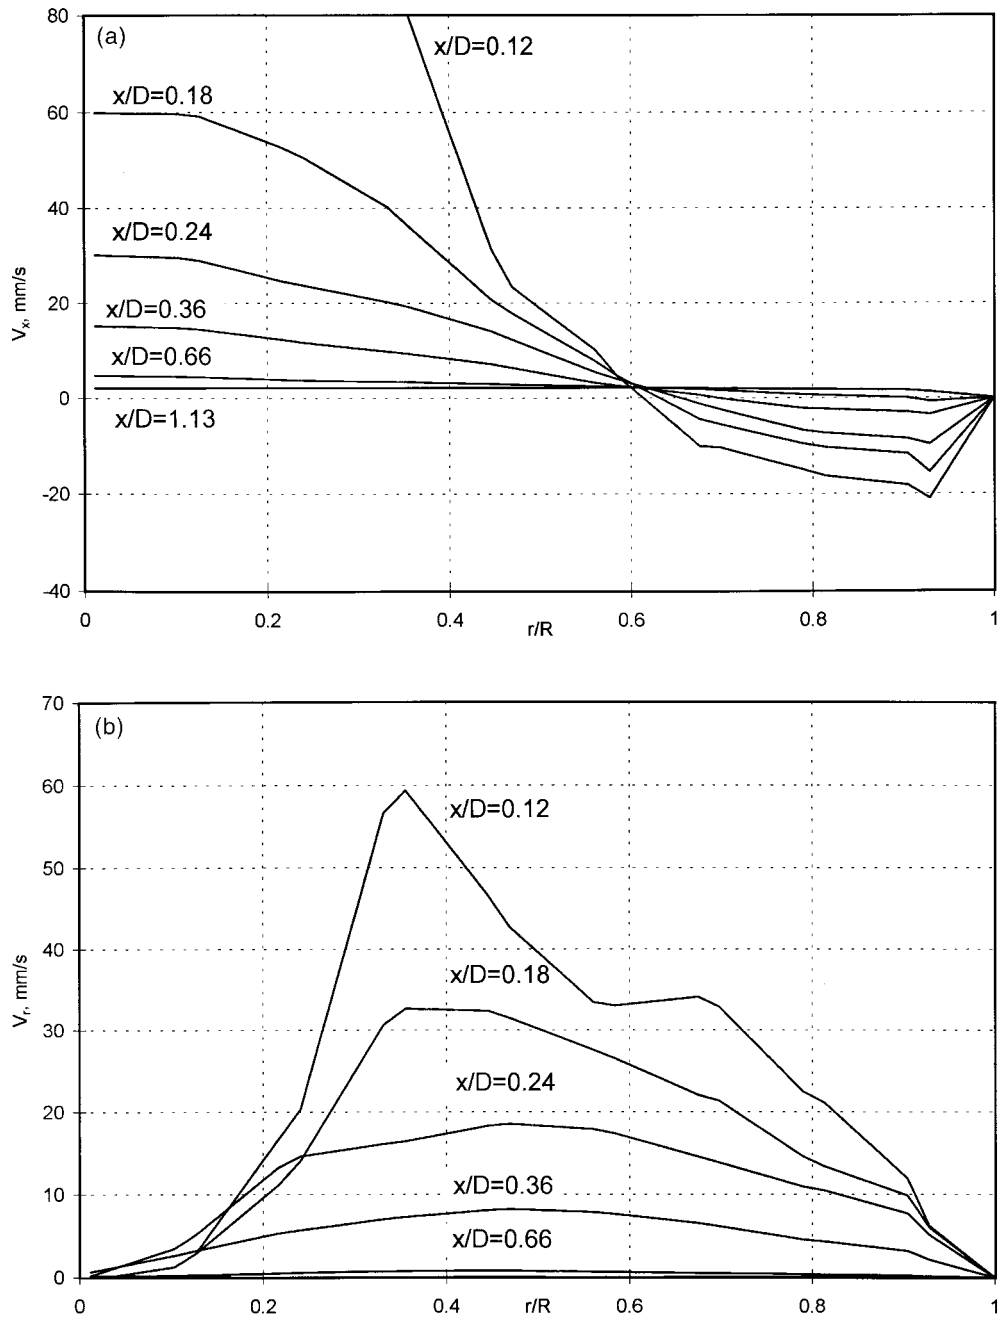 (a)
x/D=0.12
x/D=0.18
x/D=0.24
x/D=0.36
x/D=0.66
x/D=1.13
80
60
40
20
0
-20
-40
Vx, mm/s
0 0.2 0.4 0.6 0.8 1
r/R
(b)
x/D=0.12
x/D=0.18
x/D=0.24
x/D=0.36
x/D=0.66
70
60
50
40
30
20
10
0
Vr, mm/s
0 0.2 0.4 0.6 0.8 1
r/R